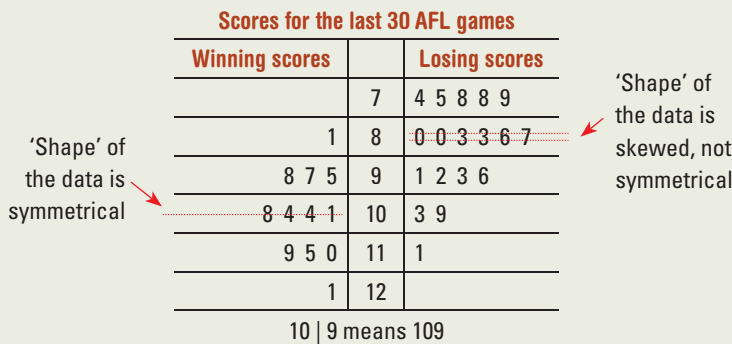 Scores for the last 30 AFL games
Winning scores Losing scores
7 4 5 8 8 9
1 8 0 0 3 3 6 7
8 7 5 9 1 2 3 6
8 4 4 1 10 3 9
9 5 0 11 1
1 12
10 | 9 means 109
‘Shape’ of
the data is
symmetrical
‘Shape’ of
the data is
skewed, not
symmetrical